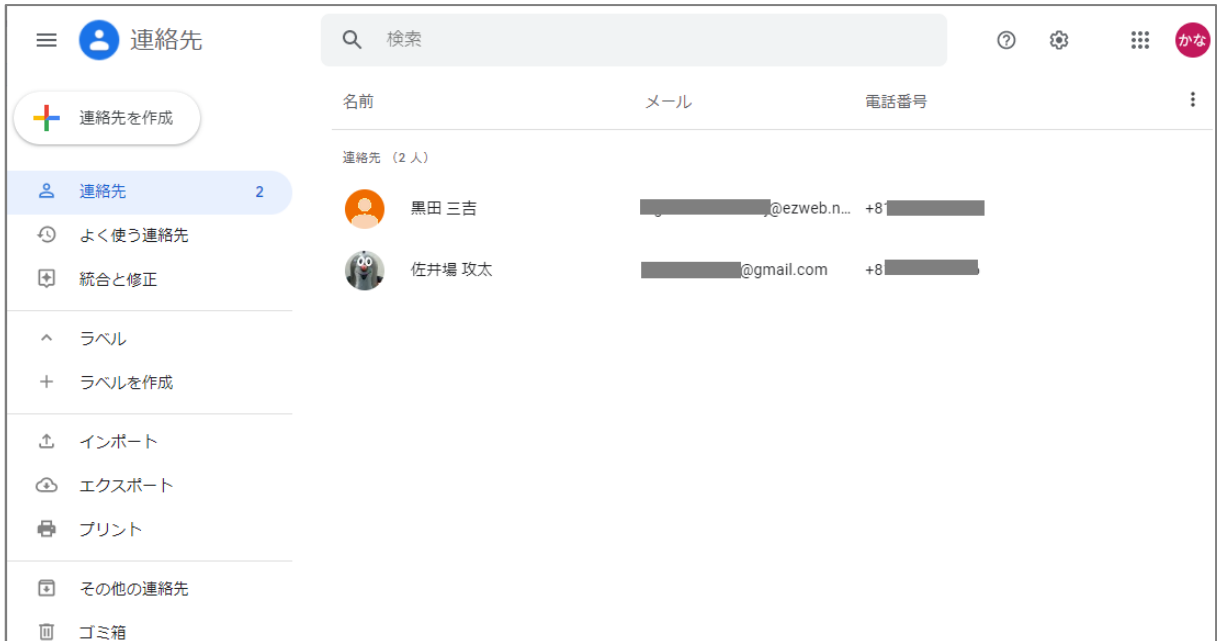 連絡先
検索
かな
連絡先を作成
名前 メール 電話番号
連絡先 （2 人）
連絡先 2
黒田 三吉 @ezweb.n... +81
よく使う連絡先
統合と修正
佐井場 攻太 @gmail.com +8
ラベル
ラベルを作成
インポート
エクスポート
プリント
その他の連絡先
ゴミ箱